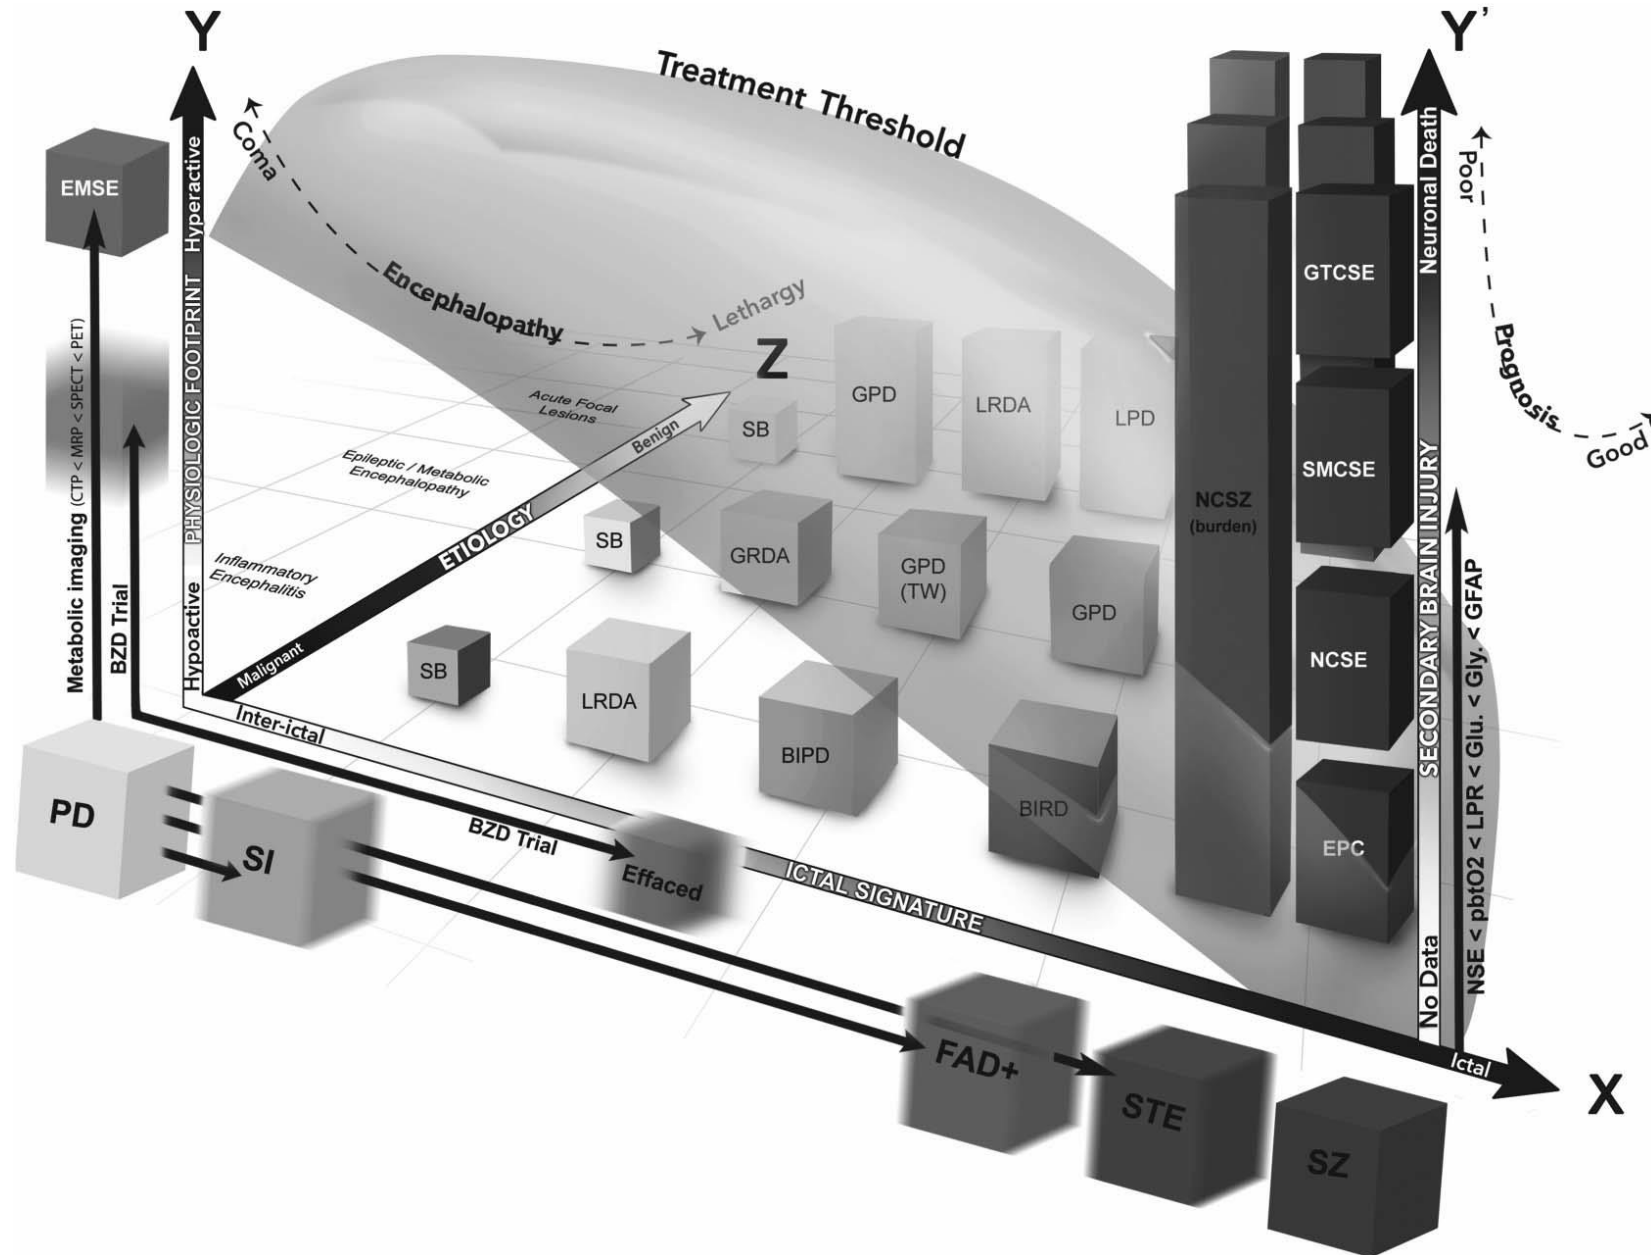 Y
Y’
Treatment Threshold
Coma
Encephalopathy
Lethargy
Hyperactive
PHYSIOLOGIC FOOTPRINT
Hypoactive
EMSE
Metabolic imaging (CTP < MRP < SPECT < PET)
BZD Trial
Z
Acute Focal
Lesions
Epileptic / Metabolic
Encephalopathy
Inflammatory
Encephalitis
Benign
ETIOLOGY
Malignant
SB
GPD
LRDA
LPD
SB
GRDA
GPD
(TW)
GPD
SB
LRDA
BIPD
BIRD
NCSZ
(burden)
GTCSE
SMCSE
NCSE
EPC
Neuronal Death
SECONDARY BRAIN INJURY
No Data
NSE < pbtO2 < LPR < Glu. < Gly. < GFAP
Poor
Prognosis
Good
Inter-ictal
BZD Trial
ICTAL SIGNATURE
Ictal
X
PD
SI
Effaced
FAD+
STE
SZ